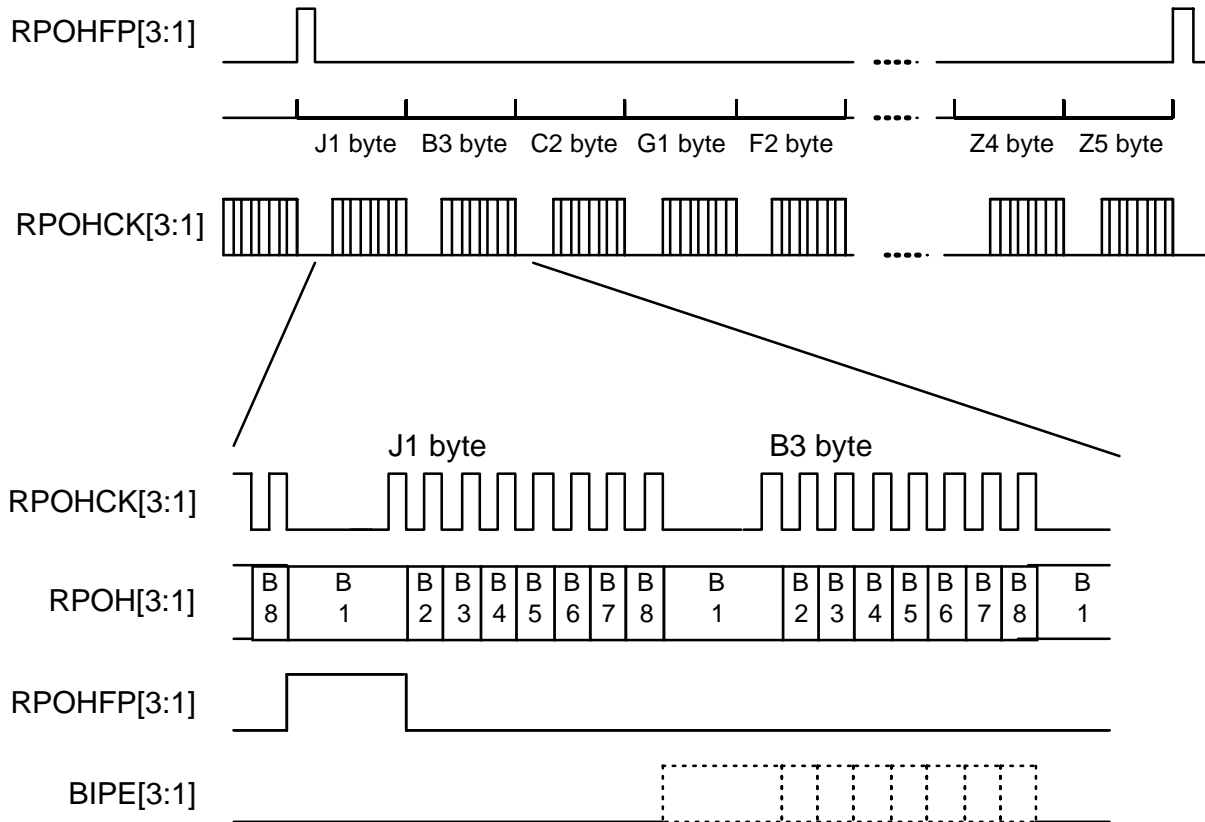 RPOHFP[3:1]
J1 byte B3 byte C2 byte G1 byte F2 byte Z4 byte Z5 byte
RPOHCK[3:1]
J1 byte B3 byte
RPOHCK[3:1]
RPOH[3:1]
B B B B B B B B B B B B B B B B B B
8 1 2 3 4 5 6 7 8 1 2 3 4 5 6 7 8 1
RPOHFP[3:1]
BIPE[3:1]